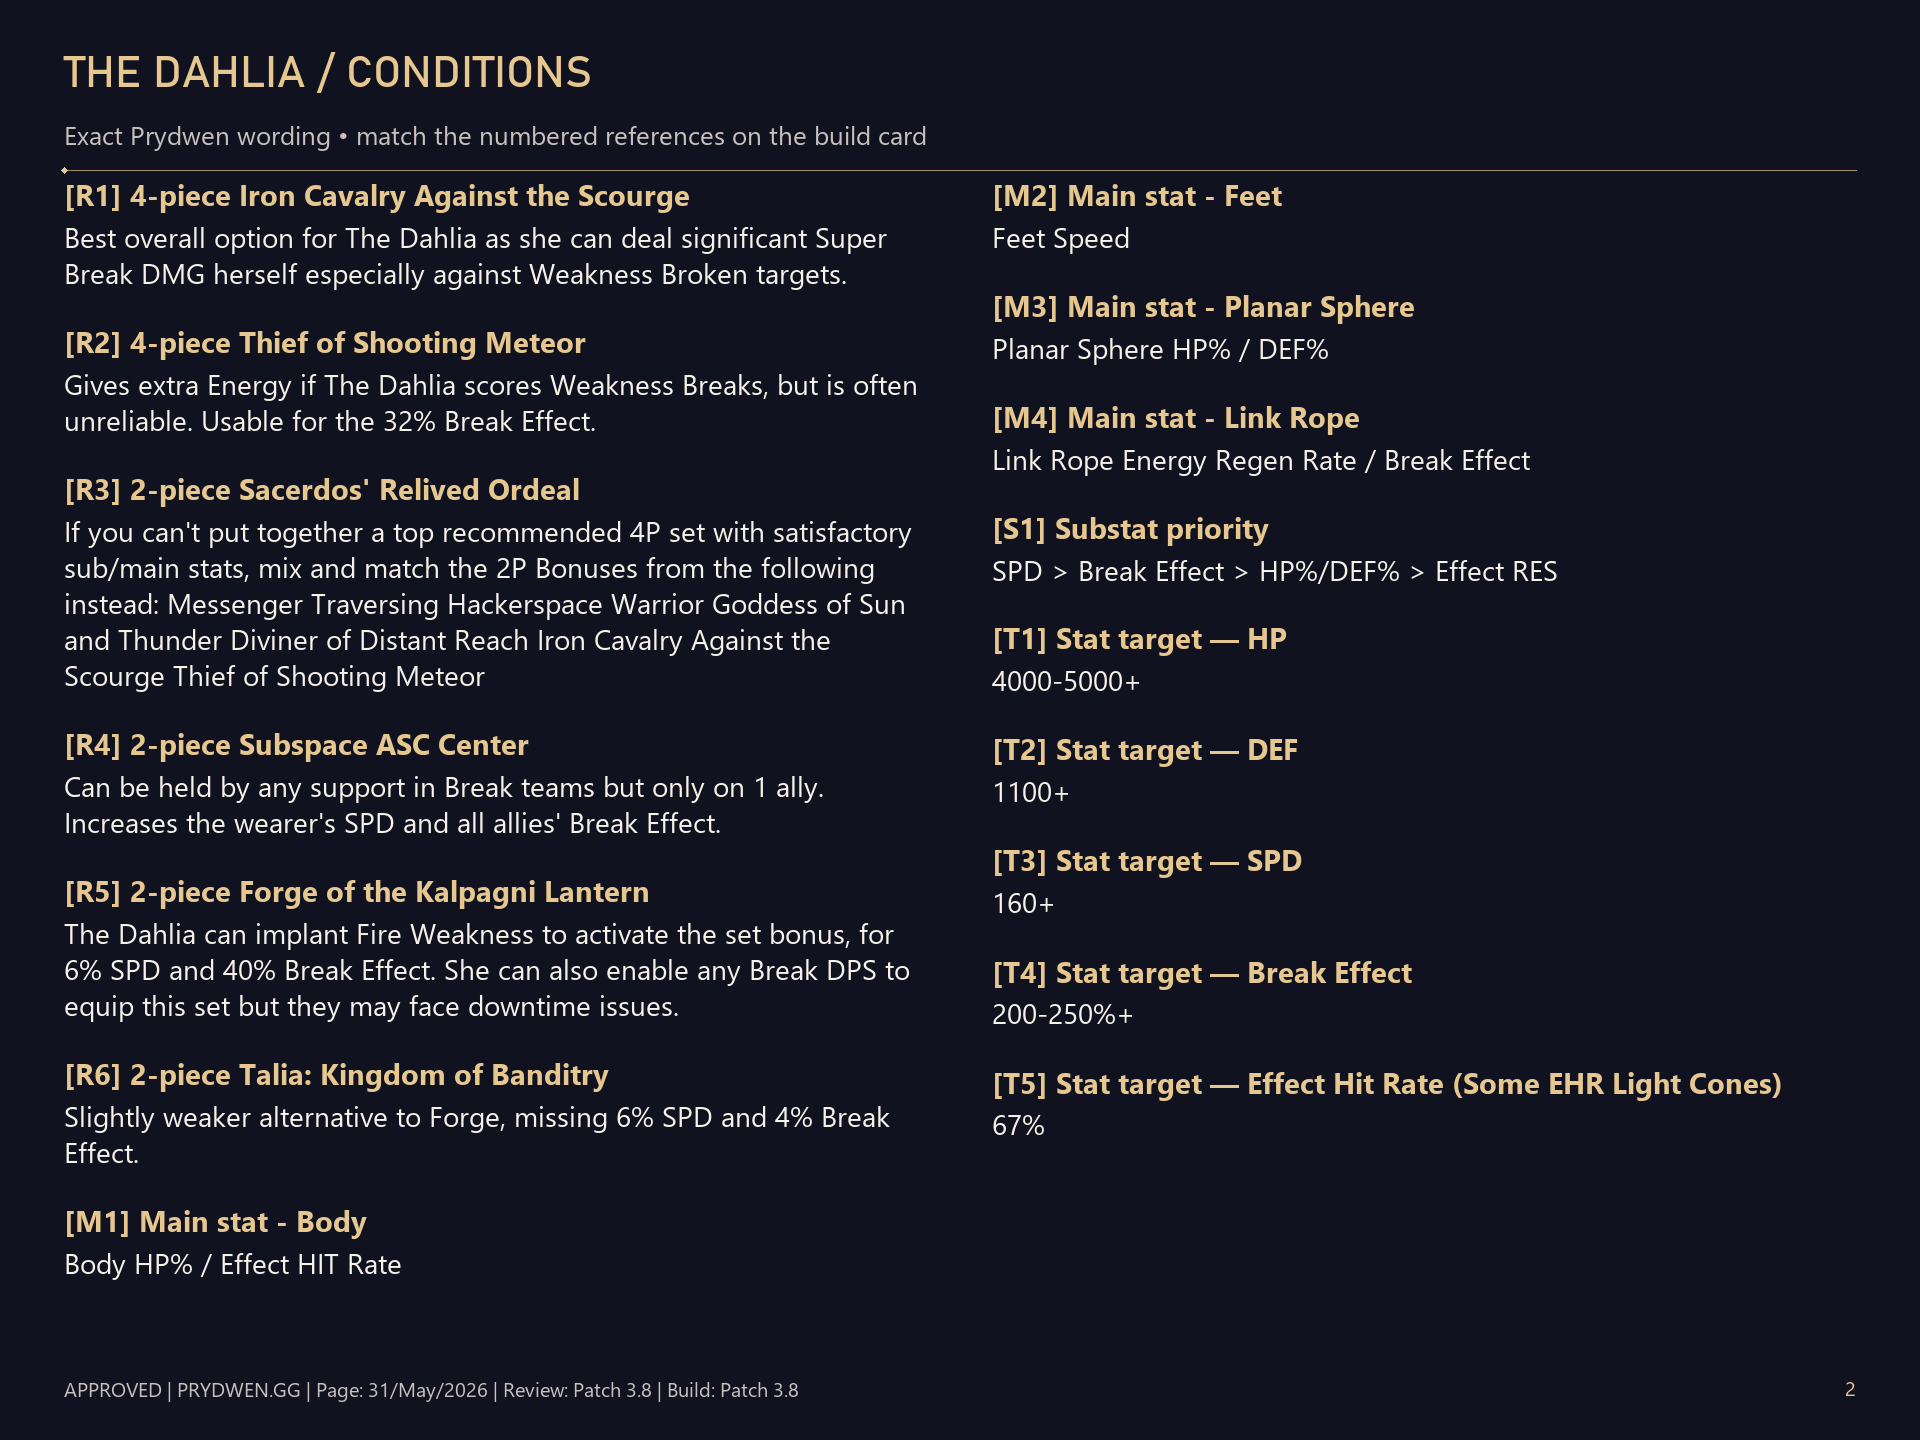 THE DAHLIA / CONDITIONS
Exact Prydwen wording • match the numbered references on the build card
[R1] 4-piece Iron Cavalry Against the Scourge
Best overall option for The Dahlia as she can deal significant Super
Break DMG herself especially against Weakness Broken targets.
[R2] 4-piece Thief of Shooting Meteor
Gives extra Energy if The Dahlia scores Weakness Breaks, but is often
unreliable. Usable for the 32% Break Effect.
[R3] 2-piece Sacerdos' Relived Ordeal
If you can't put together a top recommended 4P set with satisfactory
sub/main stats, mix and match the 2P Bonuses from the following
instead: Messenger Traversing Hackerspace Warrior Goddess of Sun
and Thunder Diviner of Distant Reach Iron Cavalry Against the
Scourge Thief of Shooting Meteor
[R4] 2-piece Subspace ASC Center
Can be held by any support in Break teams but only on 1 ally.
Increases the wearer's SPD and all allies' Break Effect.
[R5] 2-piece Forge of the Kalpagni Lantern
The Dahlia can implant Fire Weakness to activate the set bonus, for
6% SPD and 40% Break Effect. She can also enable any Break DPS to
equip this set but they may face downtime issues.
[R6] 2-piece Talia: Kingdom of Banditry
Slightly weaker alternative to Forge, missing 6% SPD and 4% Break
Effect.
[M1] Main stat - Body
Body HP% / Effect HIT Rate
[M2] Main stat - Feet
Feet Speed
[M3] Main stat - Planar Sphere
Planar Sphere HP% / DEF%
[M4] Main stat - Link Rope
Link Rope Energy Regen Rate / Break Effect
[S1] Substat priority
SPD > Break Effect > HP%/DEF% > Effect RES
[T1] Stat target — HP
4000-5000+
[T2] Stat target — DEF
1100+
[T3] Stat target — SPD
160+
[T4] Stat target — Break Effect
200-250%+
[T5] Stat target — Effect Hit Rate (Some EHR Light Cones)
67%
APPROVED | PRYDWEN.GG | Page: 31/May/2026 | Review: Patch 3.8 | Build: Patch 3.8
2